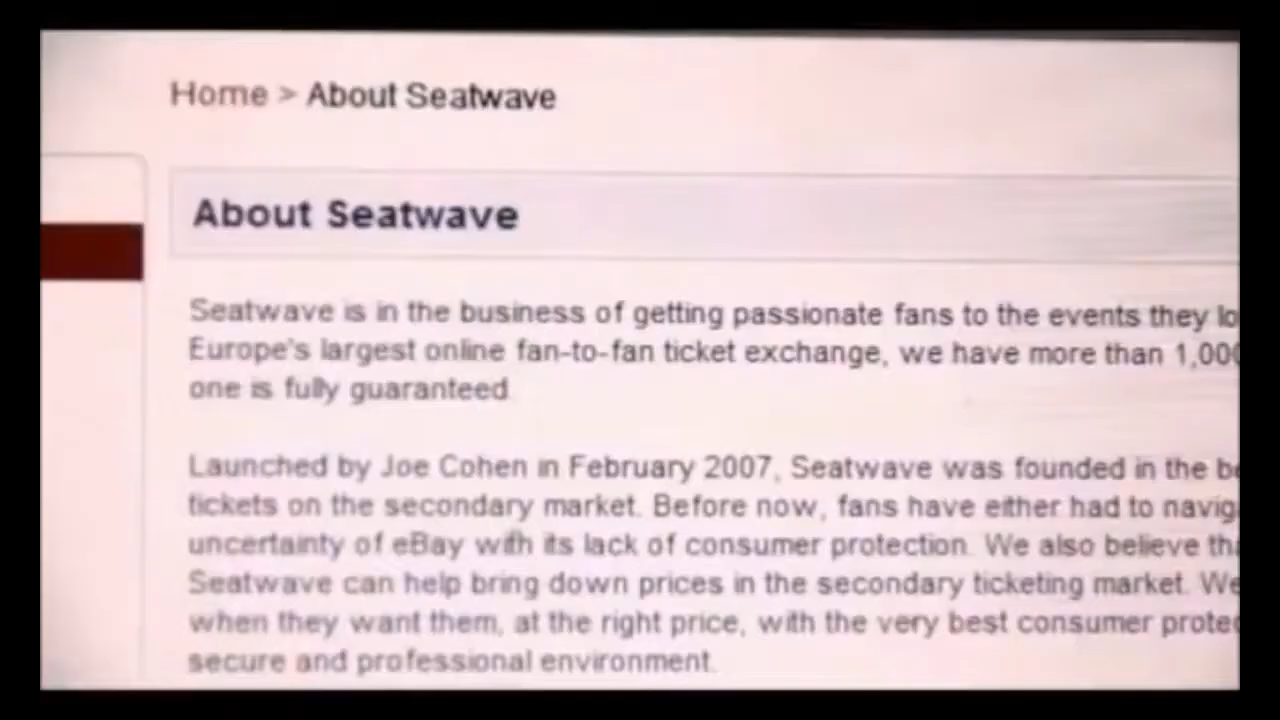 Home > About Seatwave
About Seatwave
Seatwave is in the business of getting passionate fans to the events they lo
Europe's largest online fan-to-fan ticket exchange, we have more than 1,000
one is fully guaranteed
Launched by Joe Cohen in February 2007, Seatwave was founded in the be
tickets on the secondary market. Before now, fans have either had to naviga
uncertainty of eBay with its lack of consumer protection. We also believe tha
Seatwave can help bring down prices in the secondary ticketing market. We
when they want them, at the right price, with the very best consumer protec
secure and professional environment.